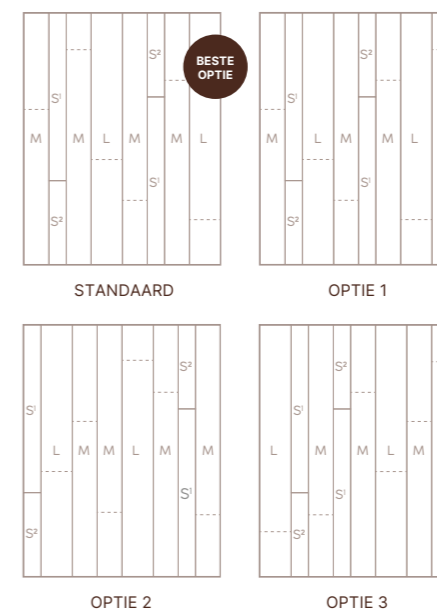 S²
BESTE
OPTIE
S¹
M M L M M L
S¹
S²
STANDAARD
S²
S¹
M L M M L
S¹
S²
OPTIE 1
S²
S¹
L M M L M M
S¹
S²
OPTIE 2
S²
S¹
L M M L M
S¹
S²
OPTIE 3